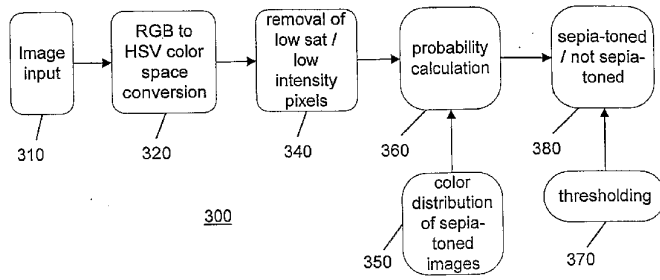 Image
input
310
RGB to
HSV color
space
conversion
320
removal of
low sat /
low
intensity
pixels
340
probability
calculation
360
sepia-toned
/ not sepia-
toned
380
color
distribution
of sepia-
toned
images
350
thresholding
370
300